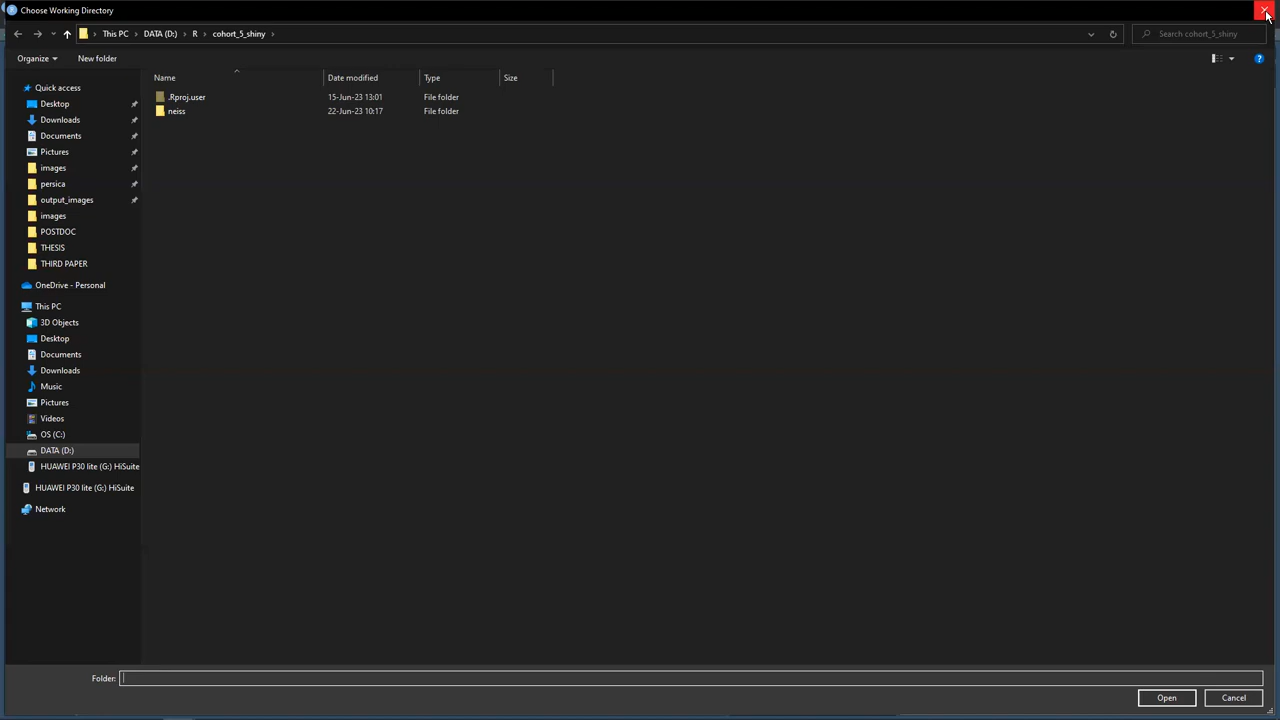 Choose Working Directory
This PC > DATA (D:) > R > cohort_5_shiny >
Search cohort_5_shiny
Organize
New folder
Name
Date modified
Type
Size
.Rproj.user 15-Jun-23 13:01 File folder
neiss 22-Jun-23 10:17 File folder
Quick access
Desktop
Downloads
Documents
Pictures
images
persica
output_images
images
POSTDOC
THESIS
THIRD PAPER
OneDrive - Personal
This PC
3D Objects
Desktop
Documents
Downloads
Music
Pictures
Videos
OS (C:)
DATA (D:)
HUAWEI P30 lite (G:) HiSuite
HUAWEI P30 lite (G:) HiSuite
Network
Folder:
Open
Cancel